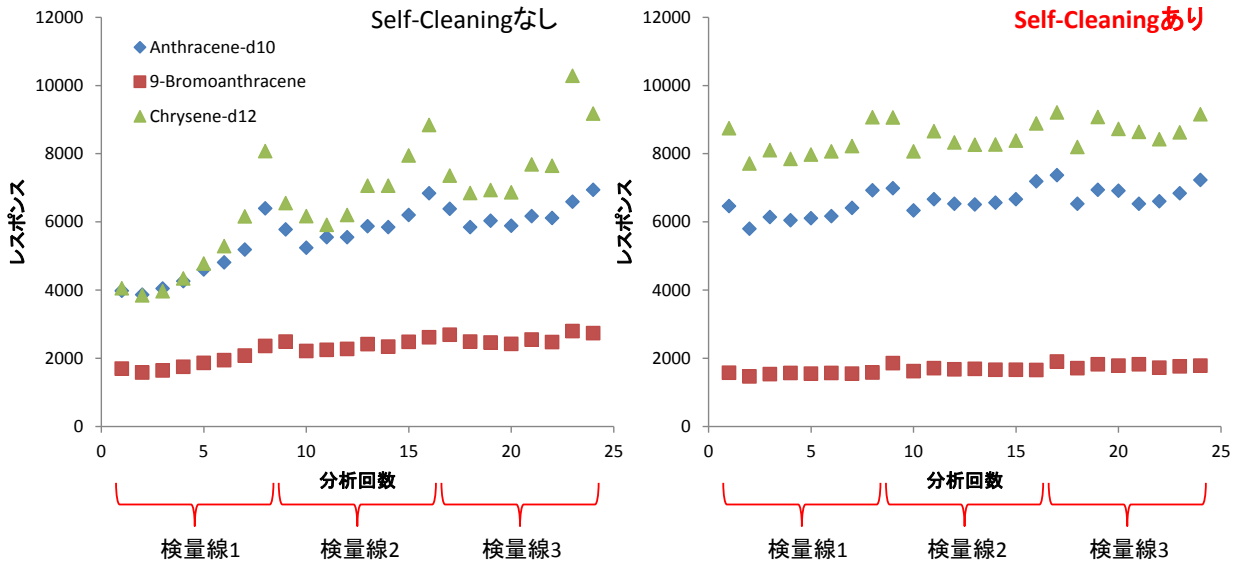 Self-Cleaningなし
12000
10000
8000
6000
4000
2000
0
レスポンス
Anthracene-d10
9-Bromoanthracene
Chrysene-d12
0 5 10 15 20 25
分析回数
検量線1 検量線2 検量線3
Self-Cleaningあり
12000
10000
8000
6000
4000
2000
0
レスポンス
0 5 10 15 20 25
分析回数
検量線1 検量線2 検量線3